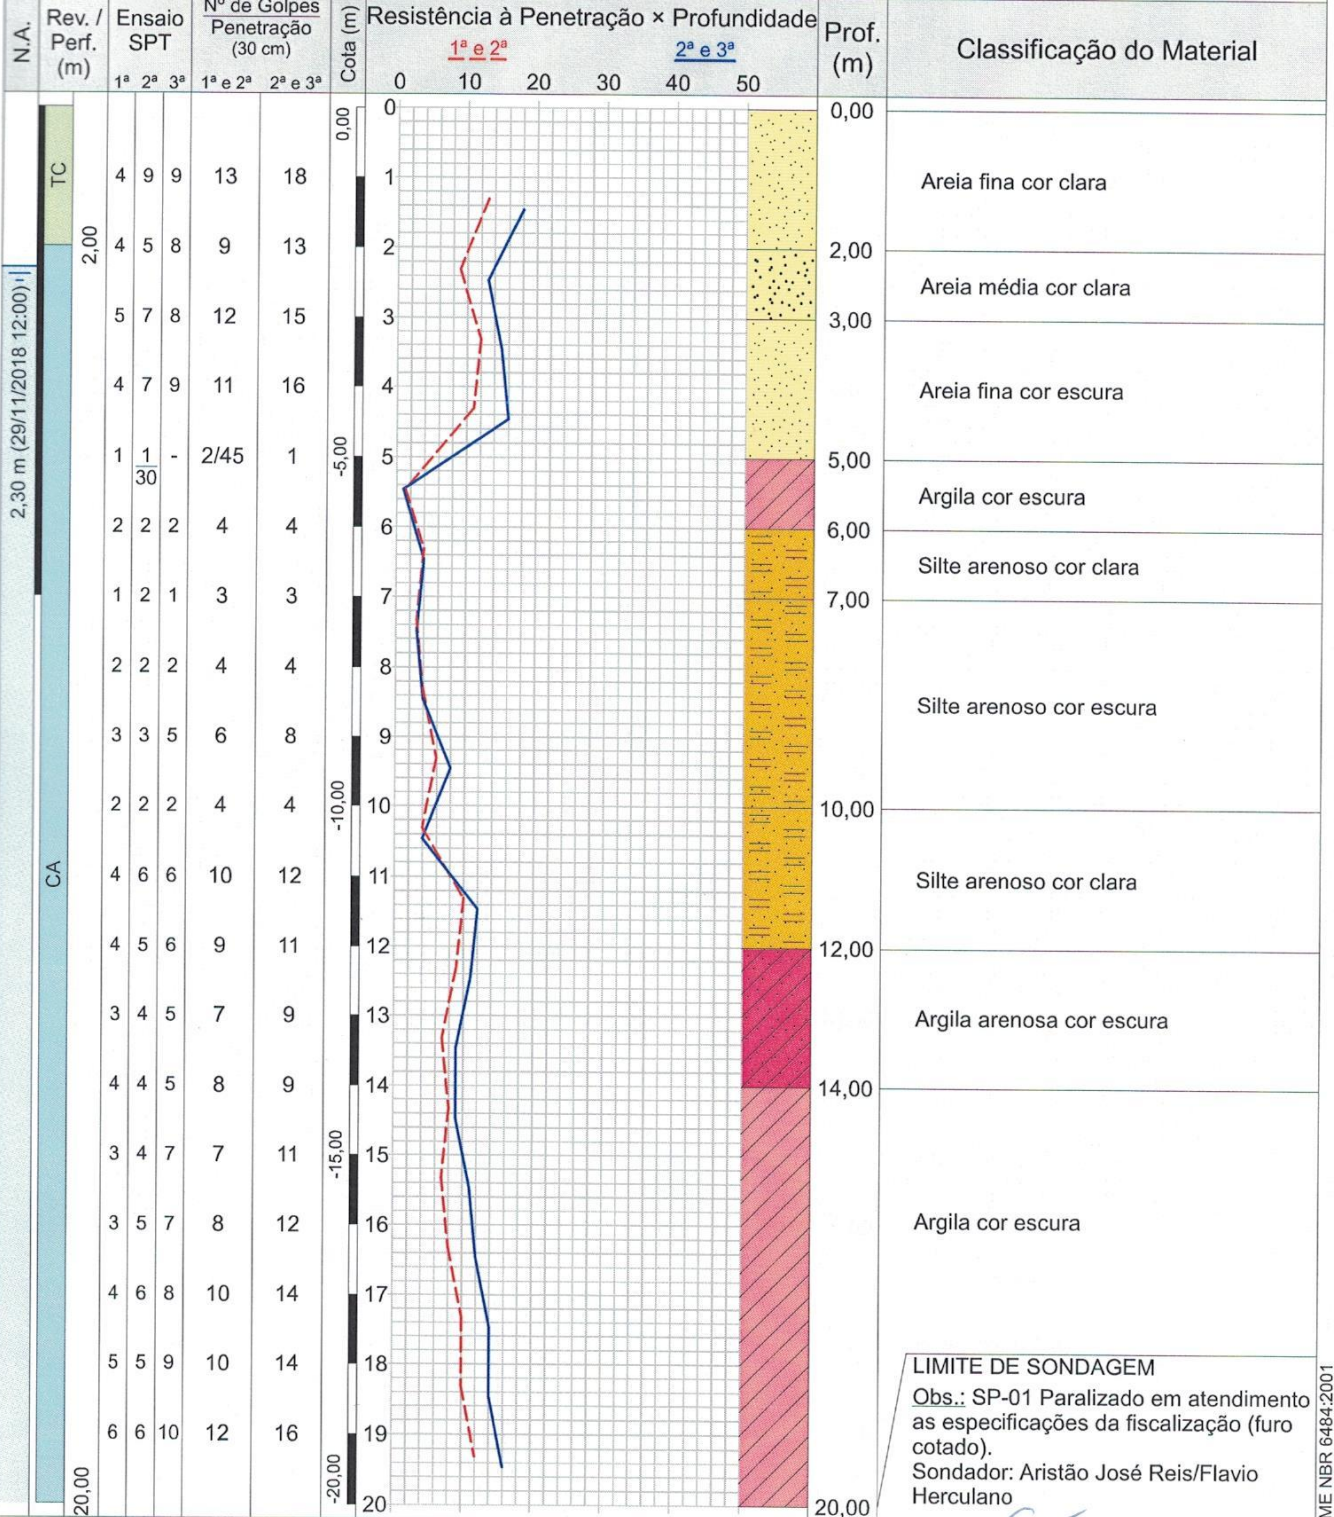 N.A.
Rev. /
Perf.
(m)
Ensaio
SPT
1ª 2ª 3ª
Nº de Golpes
Penetração
(30 cm)
1ª e 2ª 2ª e 3ª
Cota (m)
Resistência à Penetração × Profundidade
1ª e 2ª 2ª e 3ª
0 10 20 30 40 50
Prof.
(m)
Classificação do Material
2,30 m (29/11/2018 12:00)
TC
2,00
CA
20,00
4 9 9 13 18
4 5 8 9 13
5 7 8 12 15
4 7 9 11 16
1 1 - 2/45 1
30
2 2 2 4 4
1 2 1 3 3
2 2 2 4 4
3 3 5 6 8
2 2 2 4 4
4 6 6 10 12
4 5 6 9 11
3 4 5 7 9
4 4 5 8 9
3 4 7 7 11
3 5 7 8 12
4 6 8 10 14
5 5 9 10 14
6 6 10 12 16
0,00
-5,00
-10,00
-15,00
-20,00
0
1
2
3
4
5
6
7
8
9
10
11
12
13
14
15
16
17
18
19
20
0,00
Areia fina cor clara
2,00
Areia média cor clara
3,00
Areia fina cor escura
5,00
Argila cor escura
6,00
Silte arenoso cor clara
7,00
Silte arenoso cor escura
10,00
Silte arenoso cor clara
12,00
Argila arenosa cor escura
14,00
Argila cor escura
20,00
LIMITE DE SONDAGEM
Obs.: SP-01 Paralizado em atendimento
as especificações da fiscalização (furo
cotado).
Sondador: Aristão José Reis/Flavio
Herculano
ME NBR 6484:2001